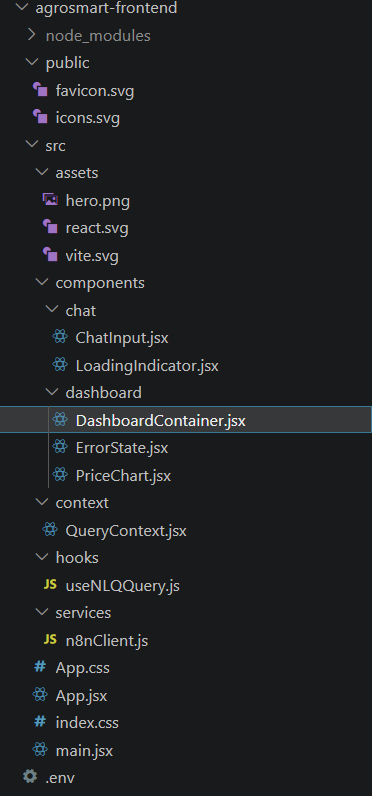 agrosmart-frontend
node_modules
public
favicon.svg
icons.svg
src
assets
hero.png
react.svg
vite.svg
components
chat
ChatInput.jsx
LoadingIndicator.jsx
dashboard
DashboardContainer.jsx
ErrorState.jsx
PriceChart.jsx
context
QueryContext.jsx
hooks
JS useNLQQuery.js
services
JS n8nClient.js
# App.css
App.jsx
# index.css
main.jsx
.env